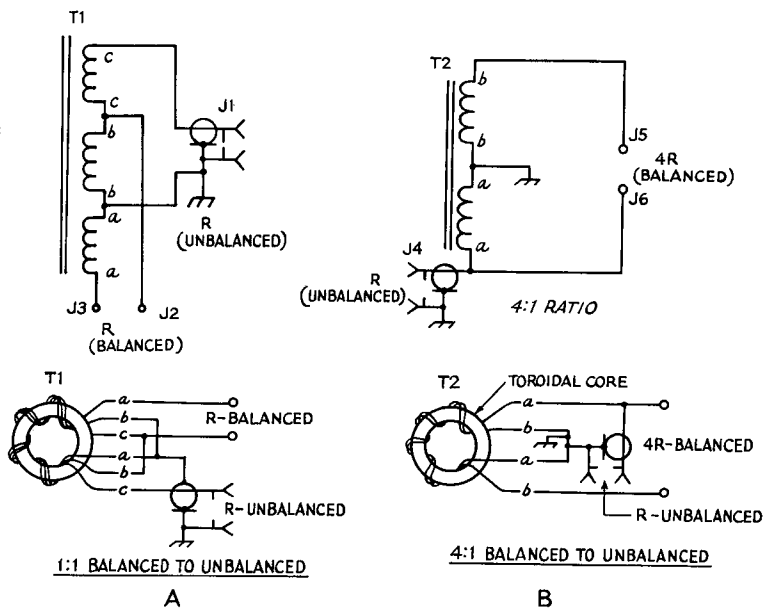 T1
c
c
b
b
a
a
J1
R
(UNBALANCED)
J3
J2
R
(BALANCED)
T2
b
b
a
a
J5
4R
(BALANCED)
J6
J4
R
(UNBALANCED)
4:1 RATIO
T1
a
b
c
a
b
c
R-BALANCED
R-UNBALANCED
1:1 BALANCED TO UNBALANCED
A
T2
TOROIDAL CORE
a
b
a
b
4R-BALANCED
R-UNBALANCED
4:1 BALANCED TO UNBALANCED
B